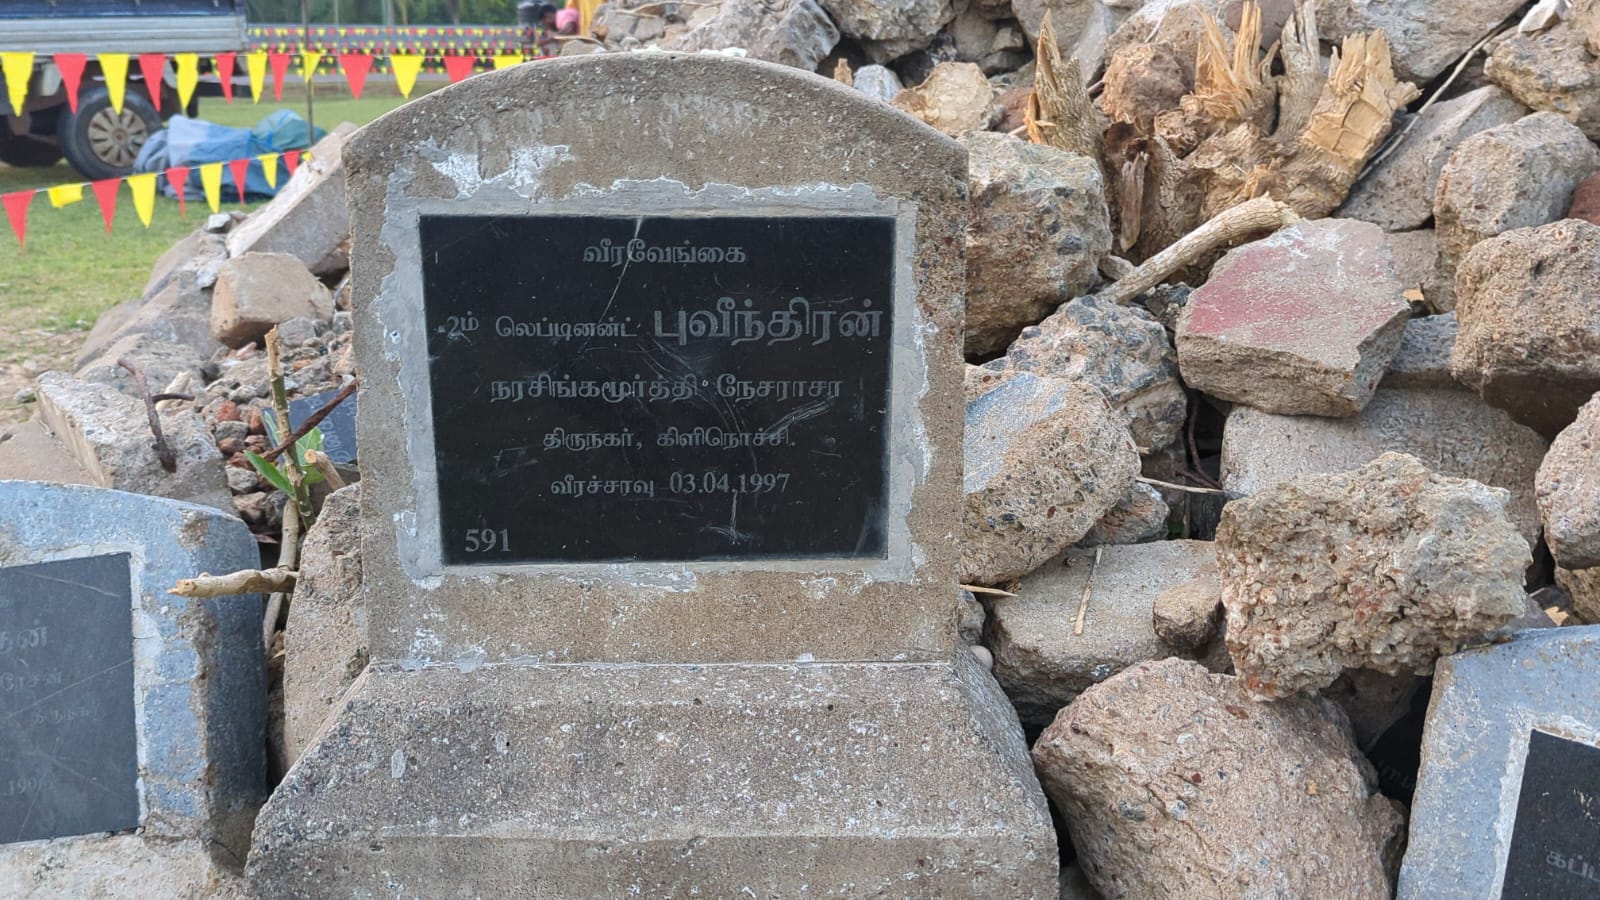 வீரவேங்கை
2ம் லெப்டினன்ட் புவீந்திரன்
நரசிங்கமூர்த்தி நேசராசா
திருநகர், கிளிநொச்சி.
வீரச்சாவு 03.04.1997
591